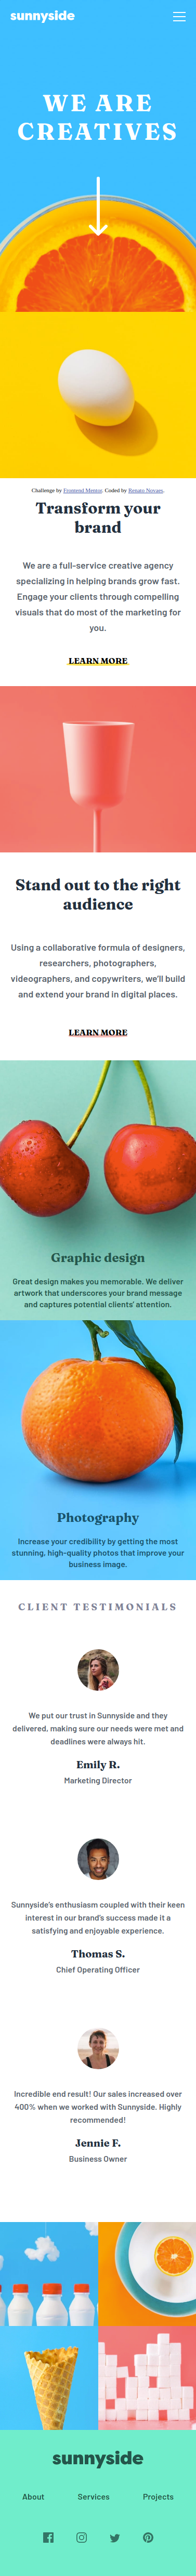 sunnyside
WE ARE
CREATIVES
Challenge by Frontend Mentor. Coded by Renato Novaes.
Transform your
brand
We are a full-service creative agency
specializing in helping brands grow fast.
Engage your clients through compelling
visuals that do most of the marketing for
you.
LEARN MORE
Stand out to the right
audience
Using a collaborative formula of designers,
researchers, photographers,
videographers, and copywriters, we'll build
and extend your brand in digital places.
LEARN MORE
Graphic design
Great design makes you memorable. We deliver
artwork that underscores your brand message
and captures potential clients' attention.
Photography
Increase your credibility by getting the most
stunning, high-quality photos that improve your
business image.
CLIENT TESTIMONIALS
We put our trust in Sunnyside and they
delivered, making sure our needs were met and
deadlines were always hit.
Emily R.
Marketing Director
Sunnyside's enthusiasm coupled with their keen
interest in our brand's success made it a
satisfying and enjoyable experience.
Thomas S.
Chief Operating Officer
Incredible end result! Our sales increased over
400% when we worked with Sunnyside. Highly
recommended!
Jennie F.
Business Owner
sunnyside
About Services Projects